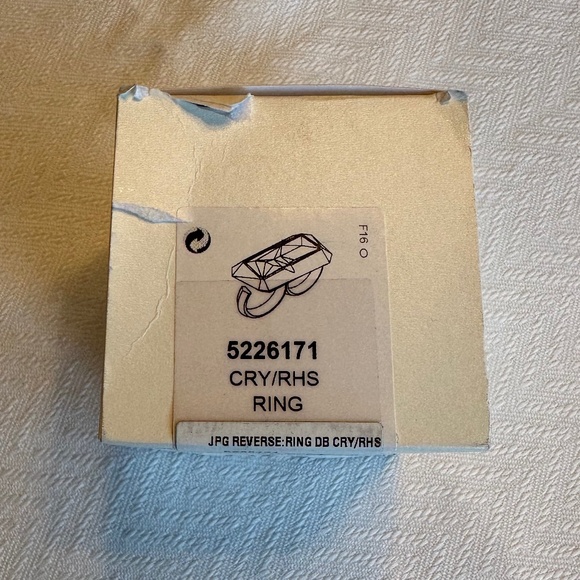 F16 O
5226171
CRY/RHS
RING
JPG REVERSE:RING DB CRY/RHS